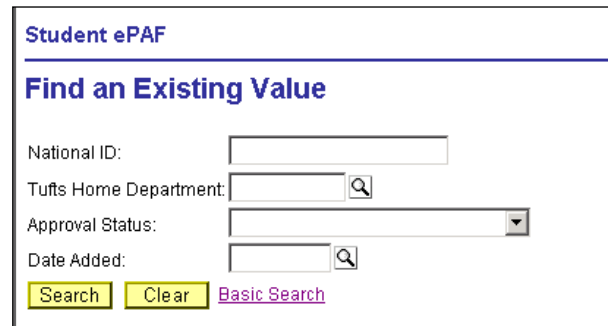 Student ePAF
Find an Existing Value
National ID:
Tufts Home Department:
Approval Status:
Date Added:
Search Clear Basic Search